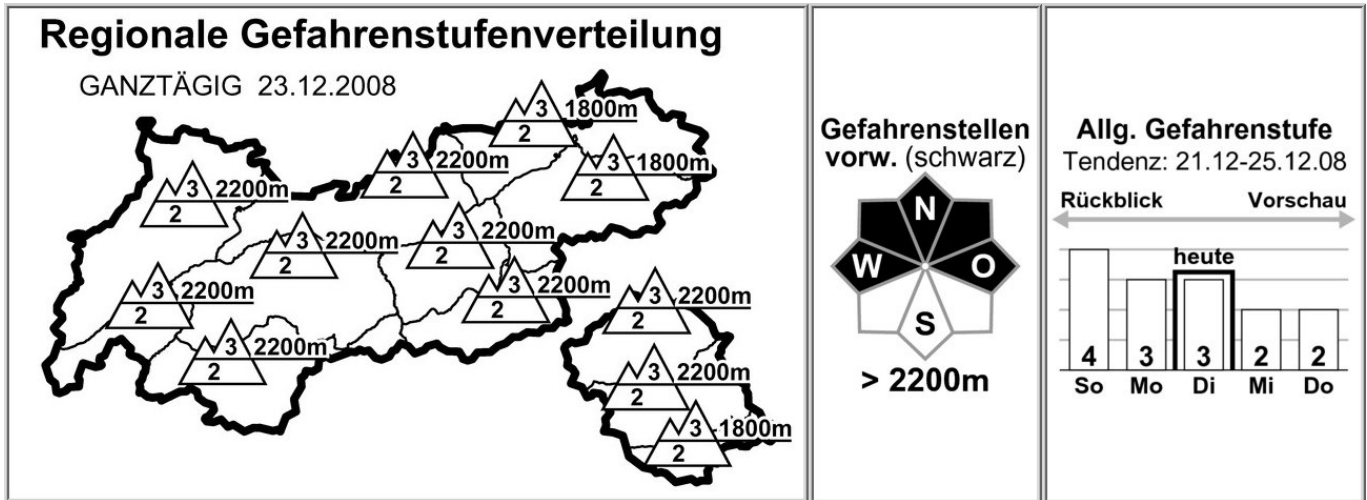 Regionale Gefahrenstufenverteilung
GANZTÄGIG 23.12.2008
3 1800m
2
3 2200m
2
3 1800m
2
3 2200m
2
3 2200m
2
3 2200m
2
3 2200m
2
3 2200m
2
3 2200m
2
3 2200m
2
3 2200m
2
3 1800m
2
Gefahrenstellen
vorw. (schwarz)
N
W O
S
> 2200m
Allg. Gefahrenstufe
Tendenz: 21.12-25.12.08
Rückblick Vorschau
heute
4 3 3 2 2
So Mo Di Mi Do